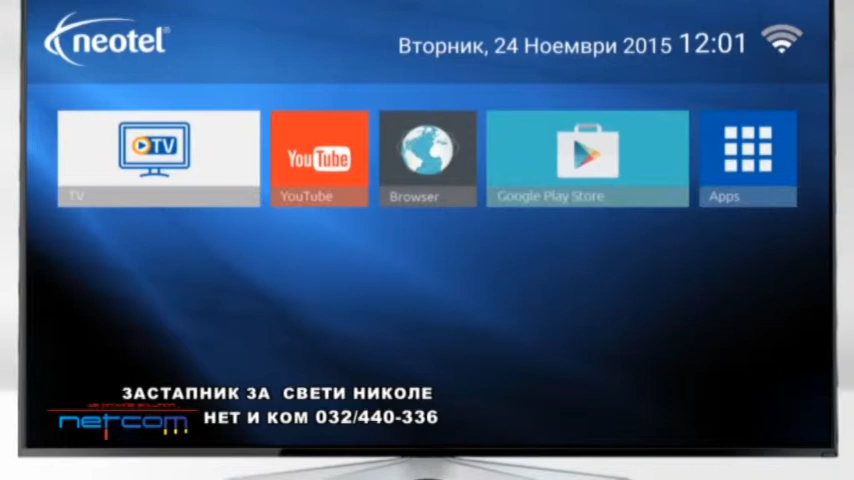 neotel
Вторник, 24 Ноември 2015 12:01
TV
TV
YouTube
YouTube
Browser
Google Play Store
Apps
ЗАСТАПНИК ЗА СВЕТИ НИКОЛЕ
netcom
НЕТ И КОМ 032/440-336